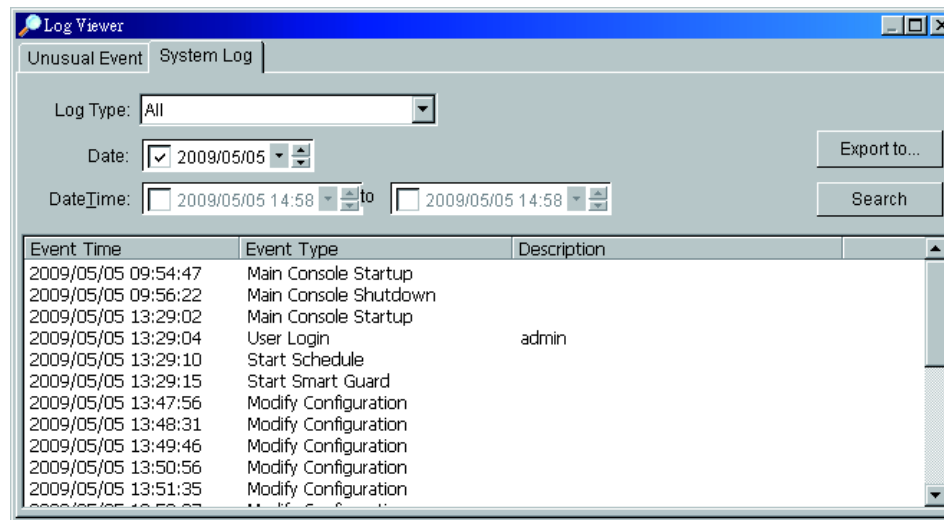 Log Viewer
Unusual Event System Log
Log Type: All
Date: 2009/05/05
Export to...
DateTime: 2009/05/05 14:58 to 2009/05/05 14:58
Search
Event Time Event Type Description
2009/05/05 09:54:47 Main Console Startup
2009/05/05 09:56:22 Main Console Shutdown
2009/05/05 13:29:02 Main Console Startup
2009/05/05 13:29:04 User Login admin
2009/05/05 13:29:10 Start Schedule
2009/05/05 13:29:15 Start Smart Guard
2009/05/05 13:47:56 Modify Configuration
2009/05/05 13:48:31 Modify Configuration
2009/05/05 13:49:46 Modify Configuration
2009/05/05 13:50:56 Modify Configuration
2009/05/05 13:51:35 Modify Configuration